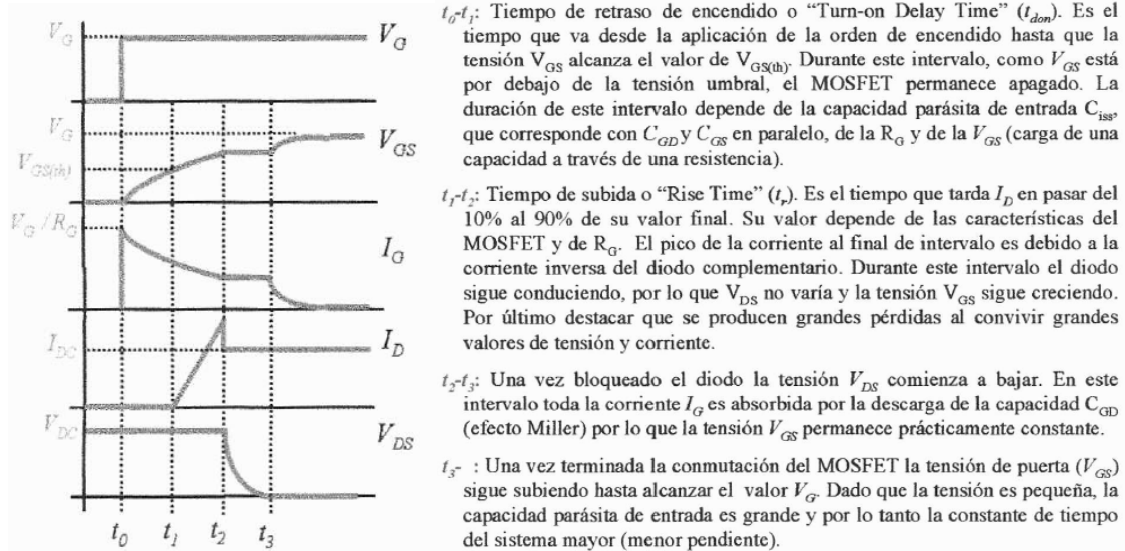 V_G
V_G
V_G
V_GS
V_GS(th)
V_G / R_G
I_G
I_DC
I_D
V_DC
V_DS
t_0 t_1 t_2 t_3
t_0-t_1: Tiempo de retraso de encendido o “Turn-on Delay Time” (t_don). Es el
tiempo que va desde la aplicación de la orden de encendido hasta que la
tensión V_GS alcanza el valor de V_GS(th). Durante este intervalo, como V_GS está
por debajo de la tensión umbral, el MOSFET permanece apagado. La
duración de este intervalo depende de la capacidad parásita de entrada C_iss,
que corresponde con C_GD y C_GS en paralelo, de la R_G y de la V_GS (carga de una
capacidad a través de una resistencia).
t_1-t_2: Tiempo de subida o “Rise Time” (t_r). Es el tiempo que tarda I_D en pasar del
10% al 90% de su valor final. Su valor depende de las características del
MOSFET y de R_G. El pico de la corriente al final de intervalo es debido a la
corriente inversa del diodo complementario. Durante este intervalo el diodo
sigue conduciendo, por lo que V_DS no varía y la tensión V_GS sigue creciendo.
Por último destacar que se producen grandes pérdidas al convivir grandes
valores de tensión y corriente.
t_2-t_3: Una vez bloqueado el diodo la tensión V_DS comienza a bajar. En este
intervalo toda la corriente I_G es absorbida por la descarga de la capacidad C_GD
(efecto Miller) por lo que la tensión V_GS permanece prácticamente constante.
t_3- : Una vez terminada la conmutación del MOSFET la tensión de puerta (V_GS)
sigue subiendo hasta alcanzar el valor V_G. Dado que la tensión es pequeña, la
capacidad parásita de entrada es grande y por lo tanto la constante de tiempo
del sistema mayor (menor pendiente).